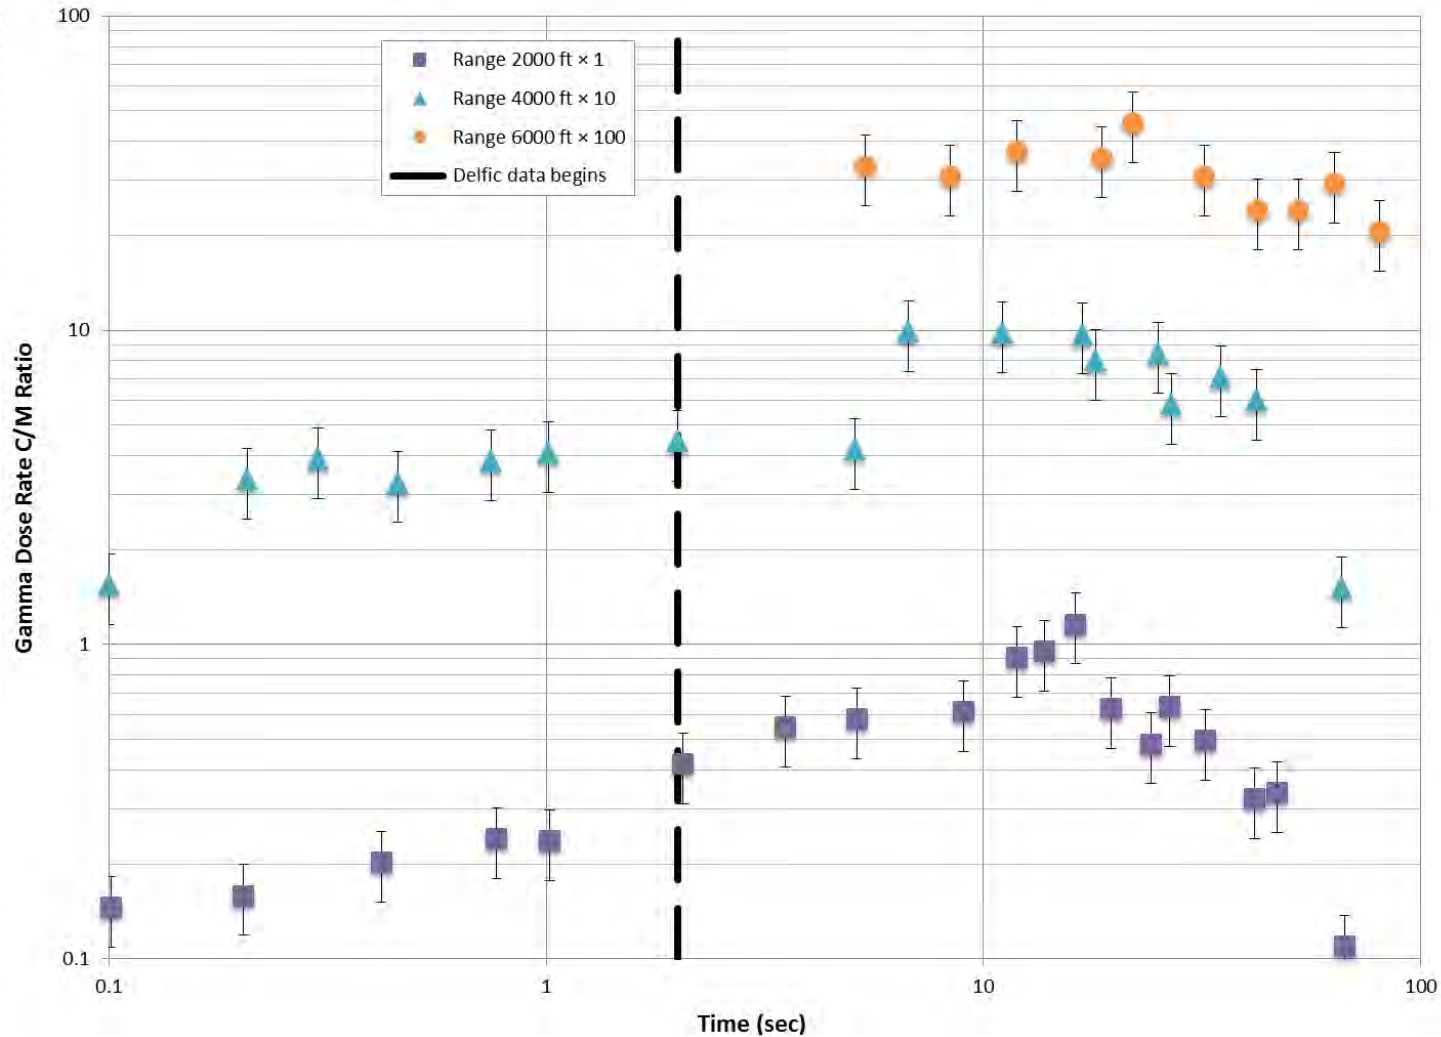 100
Range 2000 ft × 1
Range 4000 ft × 10
Range 6000 ft × 100
Delfic data begins
10
Gamma Dose Rate C/M Ratio
1
0.1
0.1
1
10
100
Time (sec)